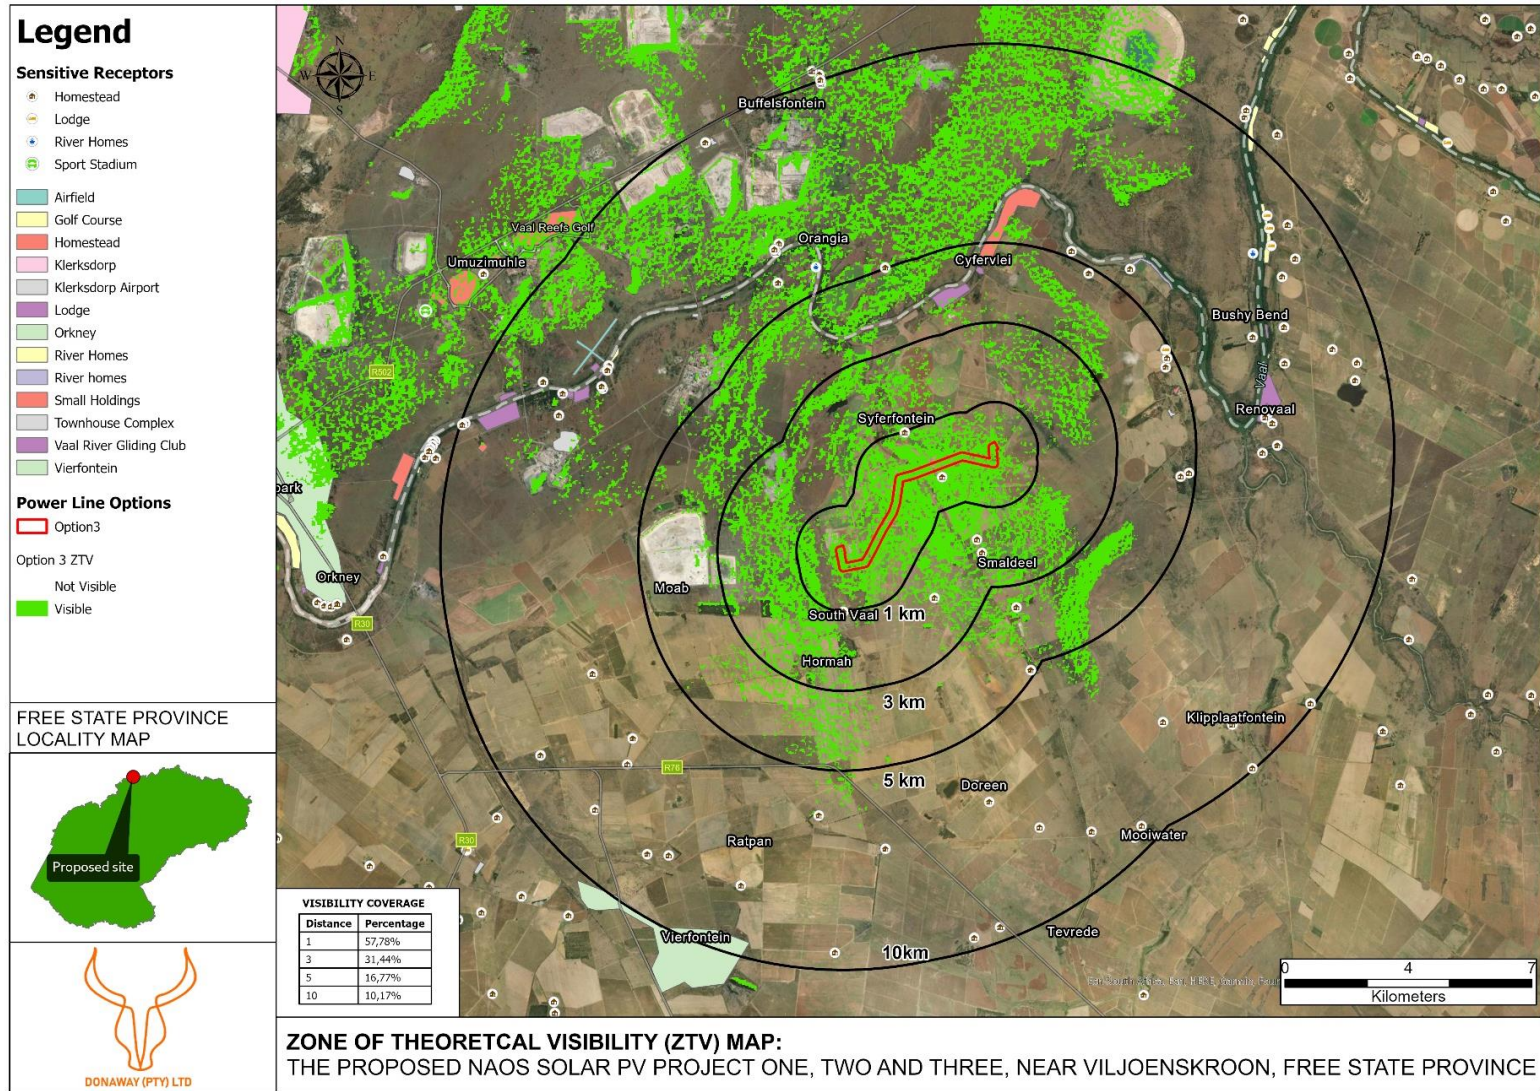 Legend
Sensitive Receptors
Homestead
Lodge
River Homes
Sport Stadium
Airfield
Golf Course
Homestead
Klerksdorp
Klerksdorp Airport
Lodge
Orkney
River Homes
River homes
Small Holdings
Townhouse Complex
Vaal River Gliding Club
Vierfontein
Power Line Options
Option3
Option 3 ZTV
Not Visible
Visible
FREE STATE PROVINCE
LOCALITY MAP
Proposed site
DONAWAY (PTY) LTD
N
W
E
S
Buffelsfontein
Vaal Reefs Golf
Orangia
Umuzimuhle
Cyfervlei
Bushy Bend
R502
Vaal
Renovaal
Syferfontein
park
Smaldeel
Orkney
Moab
South Vaal
1 km
R30
Hormah
3 km
Klipplaatfontein
R76
5 km
Doreen
Mooiwater
R30
Ratpan
Vierfontein
Tevrede
10km
VISIBILITY COVERAGE
Distance Percentage
1 57,78%
3 31,44%
5 16,77%
10 10,17%
0 4 7
Kilometers
ZONE OF THEORETCAL VISIBILITY (ZTV) MAP:
THE PROPOSED NAOS SOLAR PV PROJECT ONE, TWO AND THREE, NEAR VILJOENSKROON, FREE STATE PROVINCE